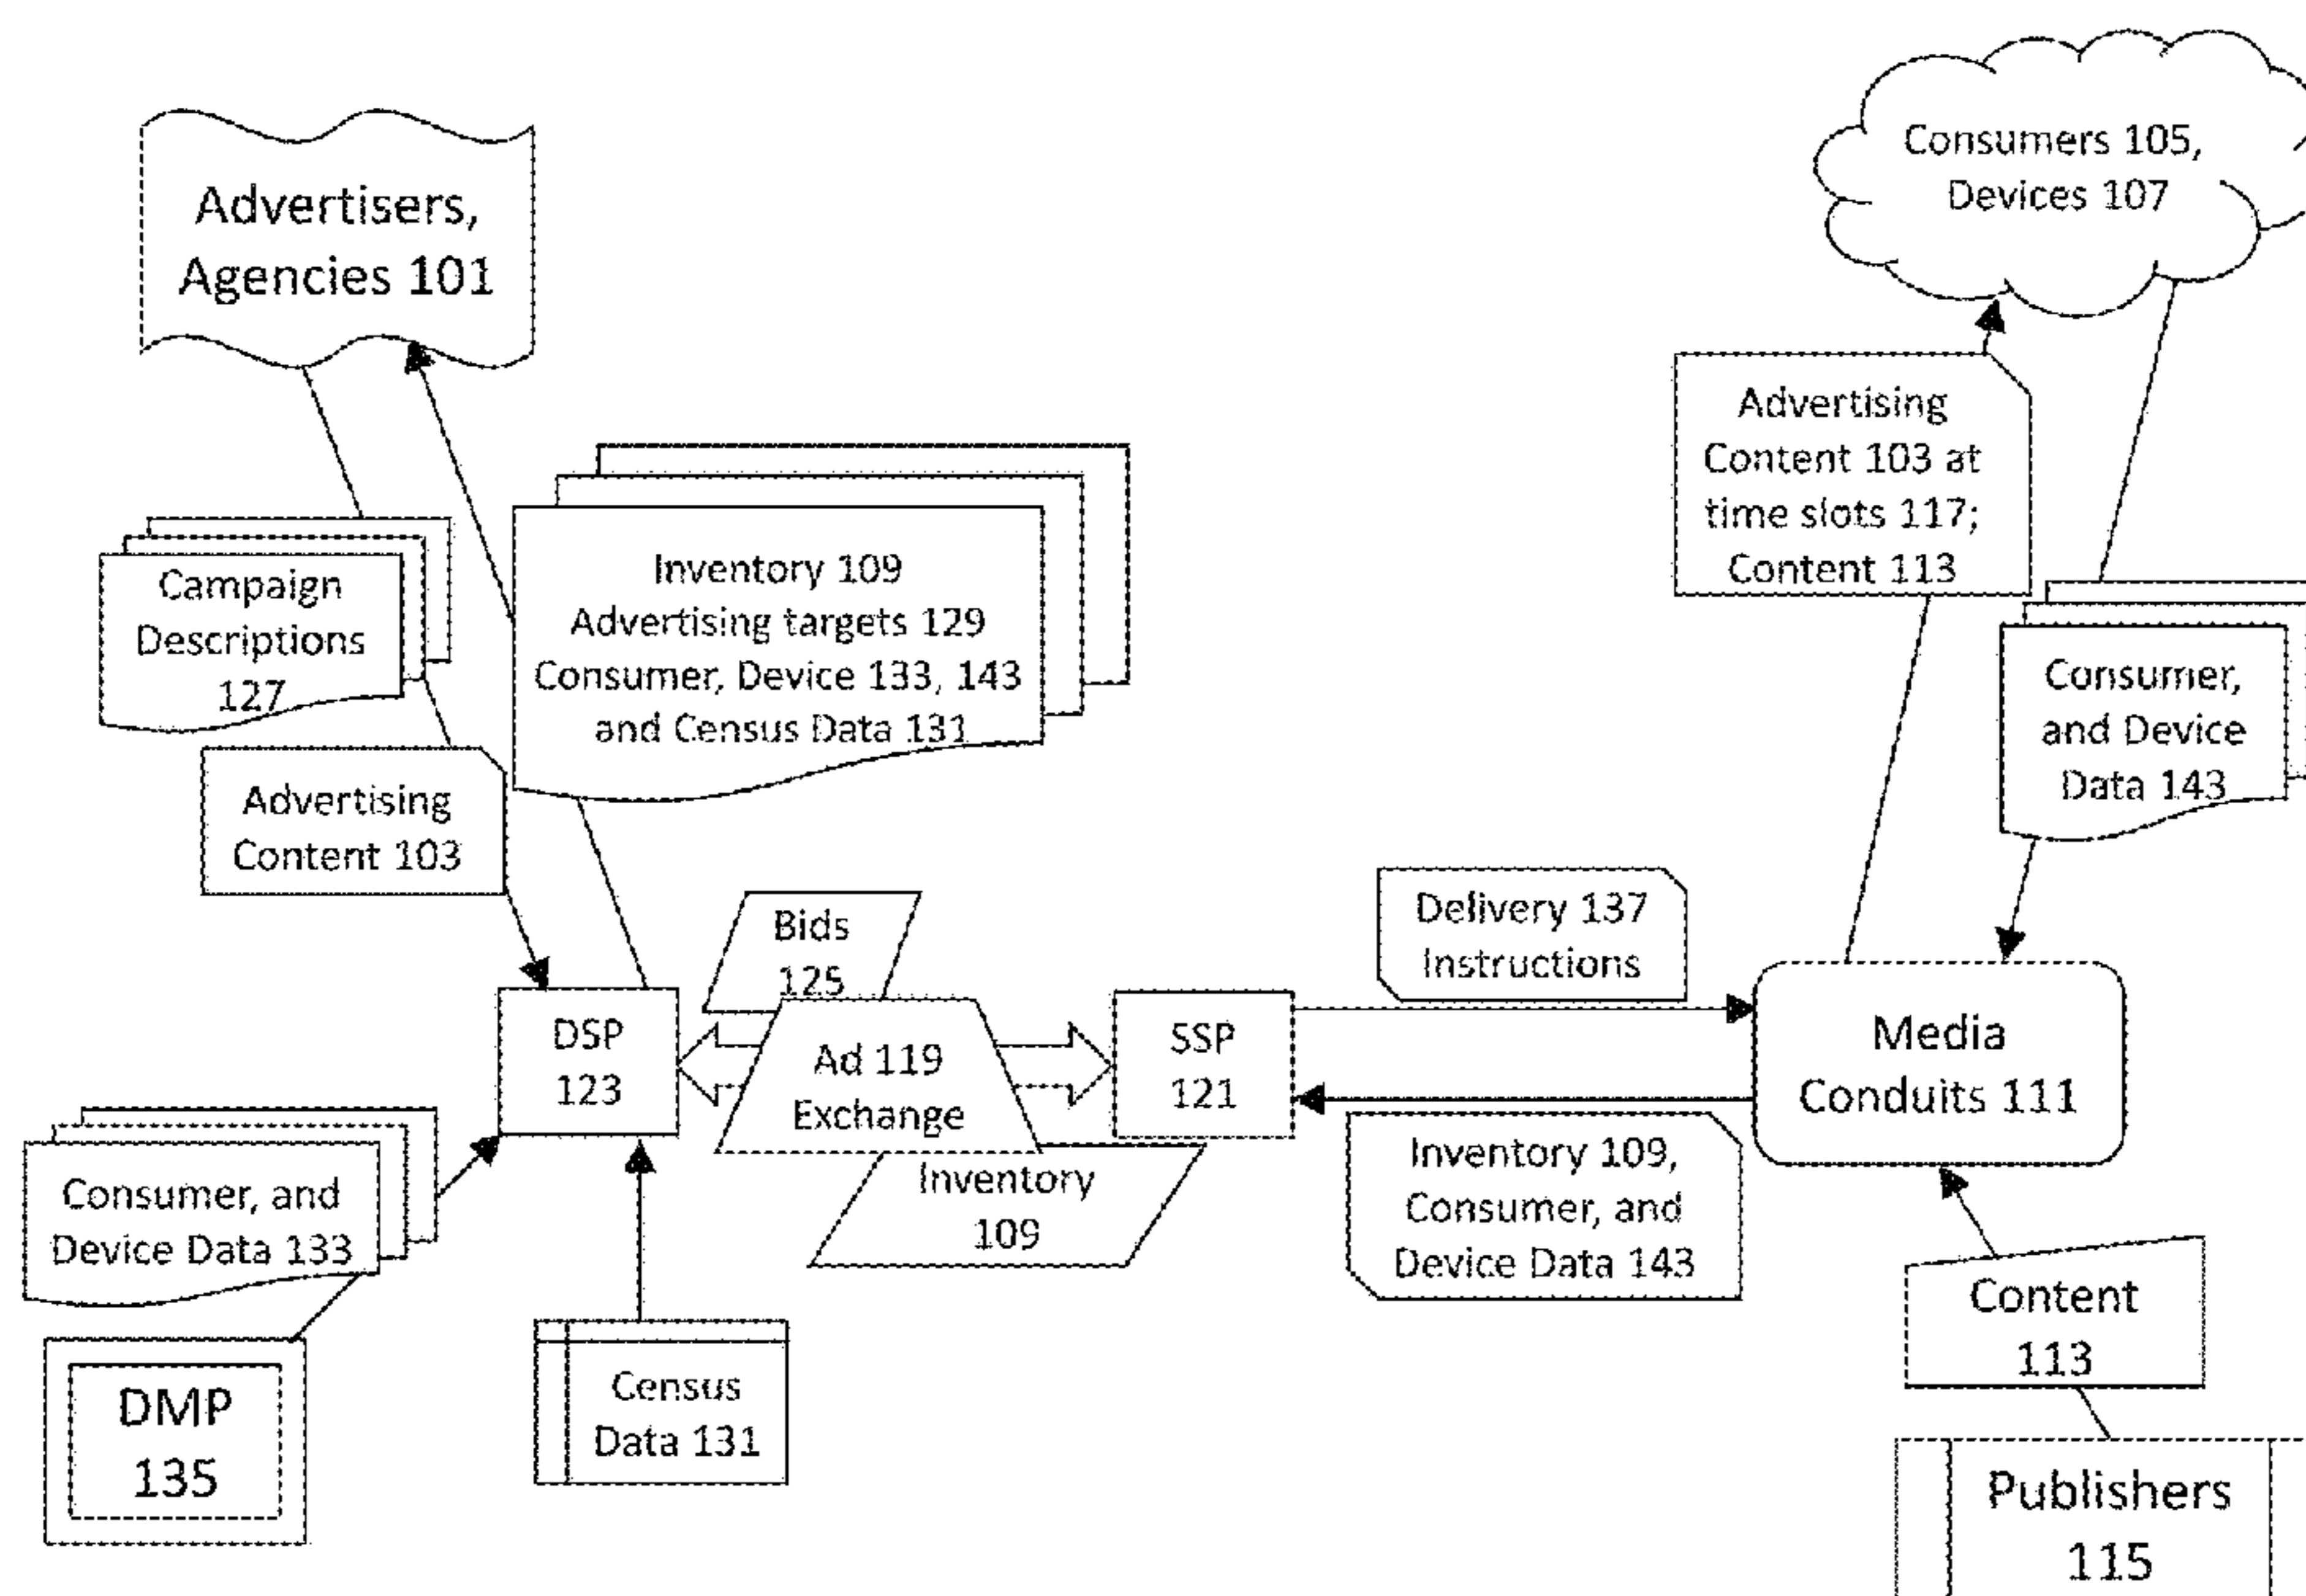 Advertisers,
Agencies 101
Consumers 105,
Devices 107
Advertising
Content 103 at
time slots 117;
Content 113
Campaign
Descriptions
127
Inventory 109
Advertising targets 129
Consumer, Device 133, 143
and Census Data 131
Consumer,
and Device
Data 143
Advertising
Content 103
Bids
125
Delivery 137
Instructions
DSP
123
Ad 119
Exchange
SSP
121
Media
Conduits 111
Consumer, and
Device Data 133
Inventory
109
Inventory 109,
Consumer, and
Device Data 143
Content
113
DMP
135
Census
Data 131
Publishers
115